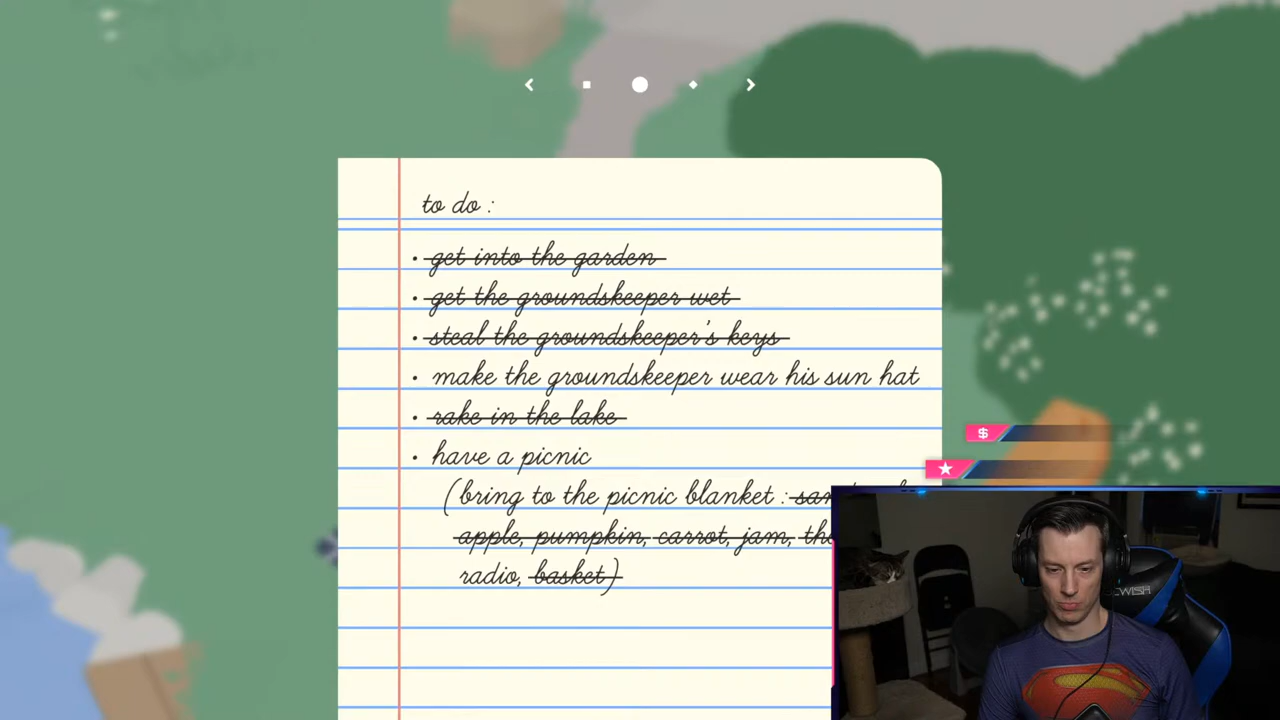 to do :
• get into the garden
• get the groundskeeper wet
• steal the groundskeeper's keys
• make the groundskeeper wear his sun hat
• rake in the lake
• have a picnic
(bring to the picnic blanket :
apple, pumpkin, carrot, jam,
radio, basket)
$